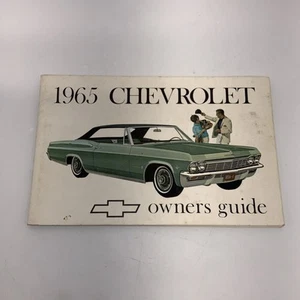 1965 CHEVROLET
owners guide